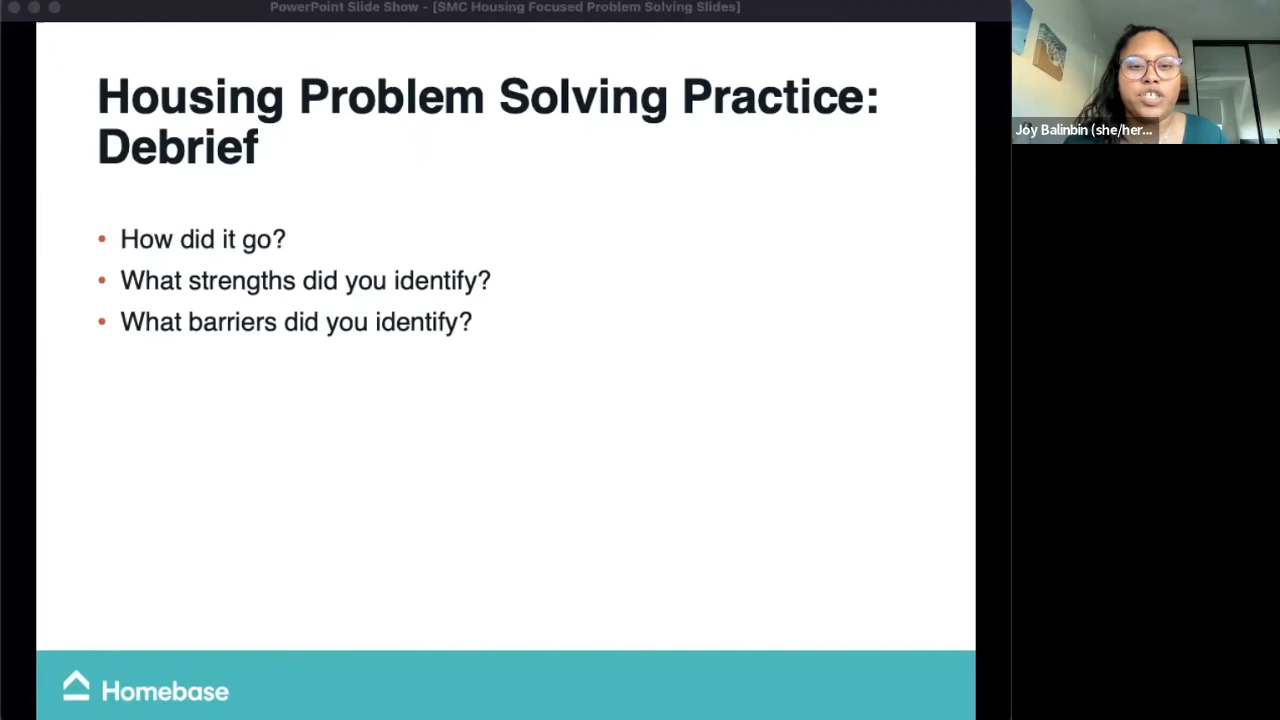 PowerPoint Slide Show - [SMC Housing Focused Problem Solving Slides]
Housing Problem Solving Practice:
Debrief
• How did it go?
• What strengths did you identify?
• What barriers did you identify?
Homebase
Joy Balinbin (she/her...